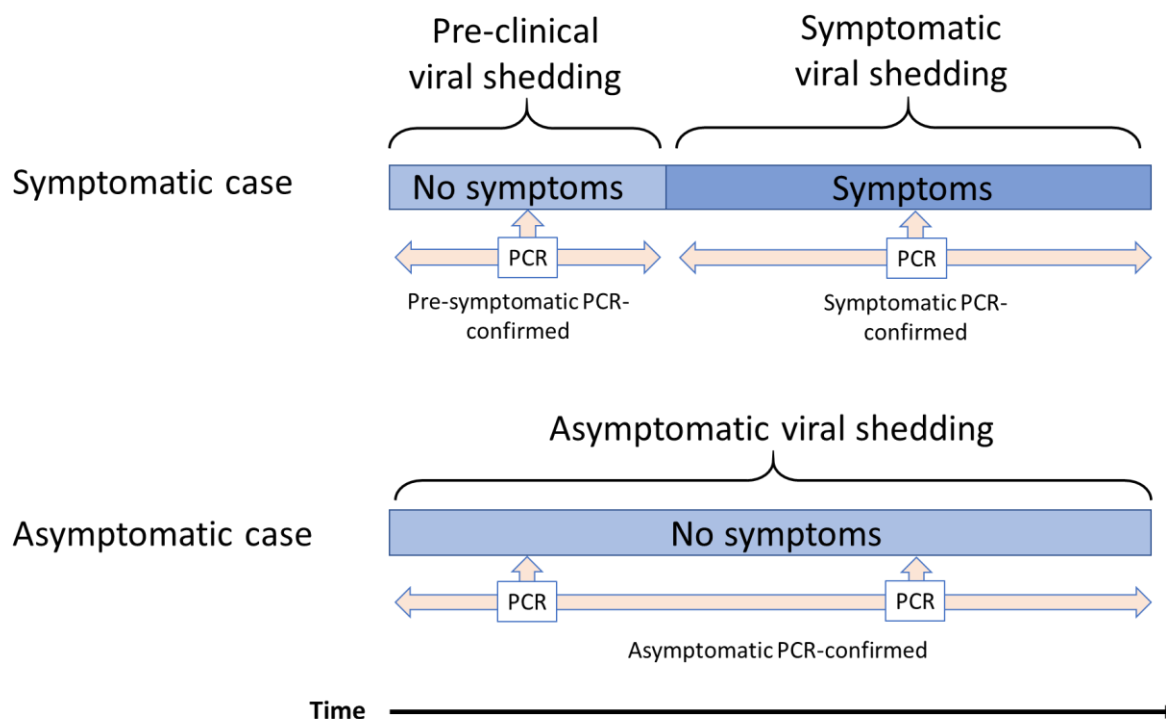 Pre-clinical
viral shedding
Symptomatic
viral shedding
Symptomatic case
No symptoms
Symptoms
PCR
PCR
Pre-symptomatic PCR-
confirmed
Symptomatic PCR-
confirmed
Asymptomatic viral shedding
Asymptomatic case
No symptoms
PCR
PCR
Asymptomatic PCR-confirmed
Time